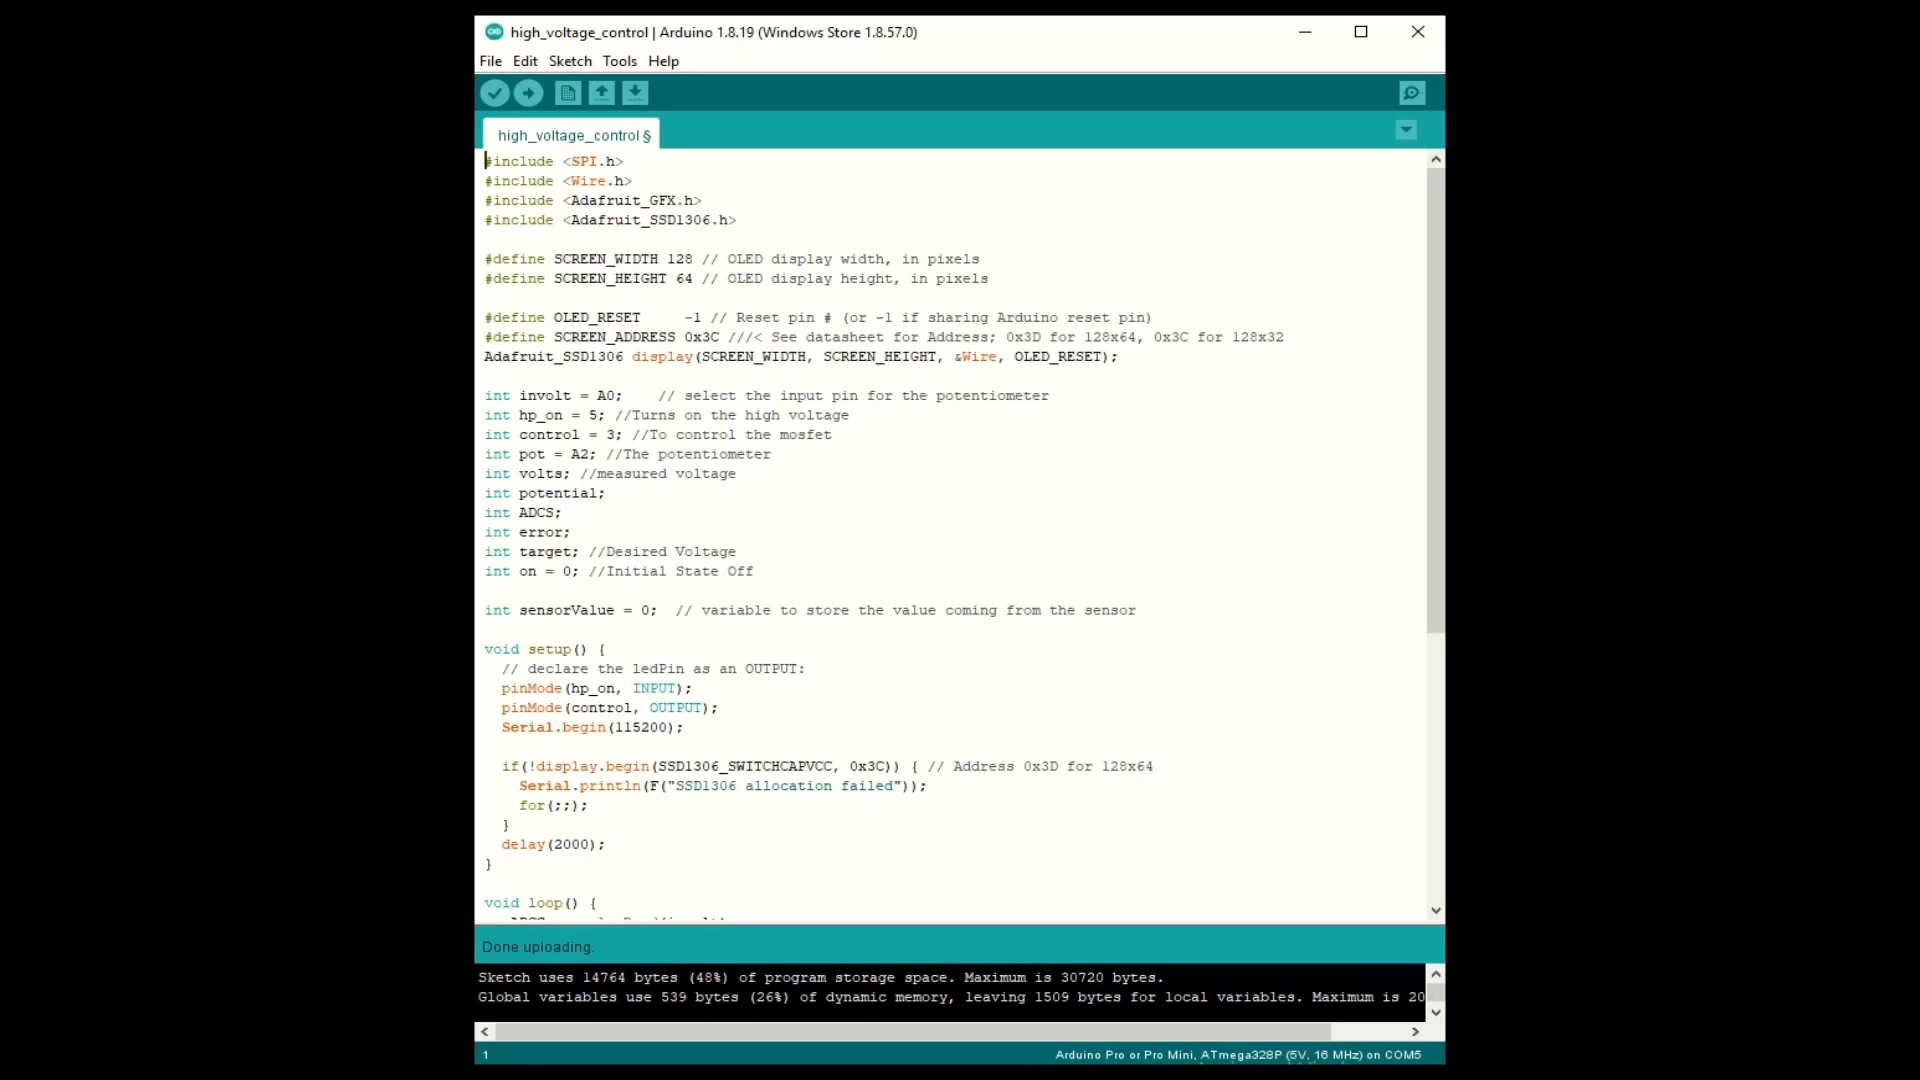 high_voltage_control | Arduino 1.8.19 (Windows Store 1.8.57.0)
File Edit Sketch Tools Help
high_voltage_control §
#include <SPI.h>
#include <Wire.h>
#include <Adafruit_GFX.h>
#include <Adafruit_SSD1306.h>
#define SCREEN_WIDTH 128 // OLED display width, in pixels
#define SCREEN_HEIGHT 64 // OLED display height, in pixels
#define OLED_RESET     -1 // Reset pin # (or -1 if sharing Arduino reset pin)
#define SCREEN_ADDRESS 0x3C ///< See datasheet for Address; 0x3D for 128x64, 0x3C for 128x32
Adafruit_SSD1306 display(SCREEN_WIDTH, SCREEN_HEIGHT, &Wire, OLED_RESET);
int involt = A0;    // select the input pin for the potentiometer
int hp_on = 5; //Turns on the high voltage
int control = 3; //To control the mosfet
int pot = A2; //The potentiometer
int volts; //measured voltage
int potential;
int ADCS;
int error;
int target; //Desired Voltage
int on = 0; //Initial State Off
int sensorValue = 0;  // variable to store the value coming from the sensor
void setup() {
  // declare the ledPin as an OUTPUT:
  pinMode(hp_on, INPUT);
  pinMode(control, OUTPUT);
  Serial.begin(115200);
  if(!display.begin(SSD1306_SWITCHCAPVCC, 0x3C)) { // Address 0x3D for 128x64
    Serial.println(F("SSD1306 allocation failed"));
    for(;;);
  }
  delay(2000);
}
void loop() {
Done uploading.
Sketch uses 14764 bytes (48%) of program storage space. Maximum is 30720 bytes.
Global variables use 539 bytes (26%) of dynamic memory, leaving 1509 bytes for local variables. Maximum is 20
1
Arduino Pro or Pro Mini, ATmega328P (5V, 16 MHz) on COM5